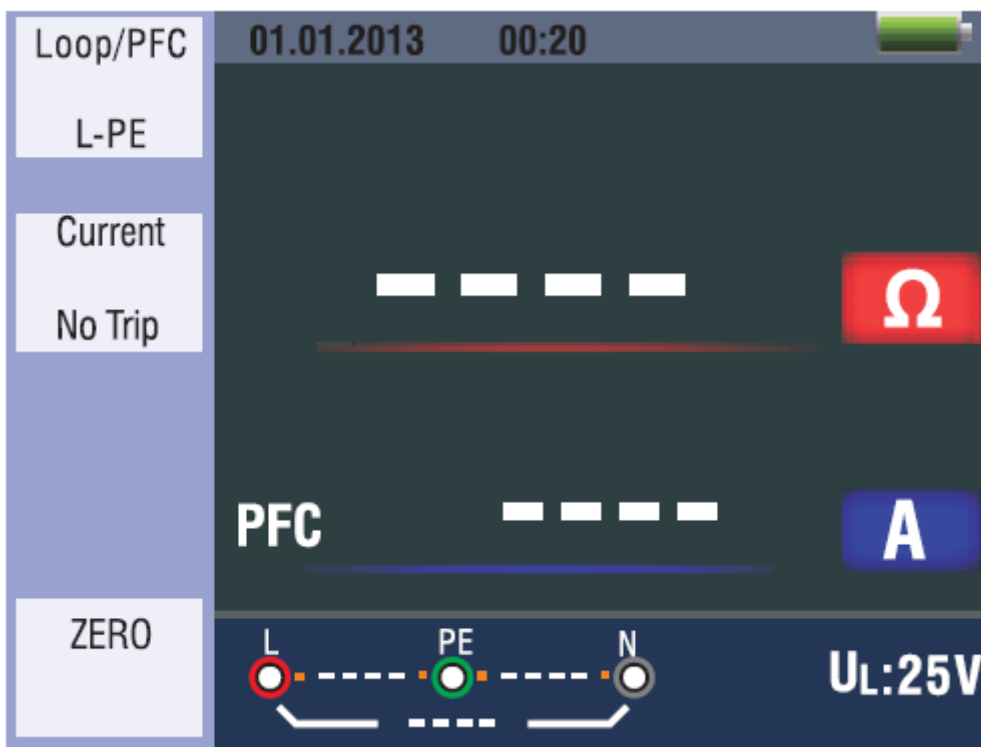 Loop/PFC
L-PE
Current
No Trip
ZERO
01.01.2013 00:20
---- Ω
PFC ---- A
L PE N
----
UL:25V